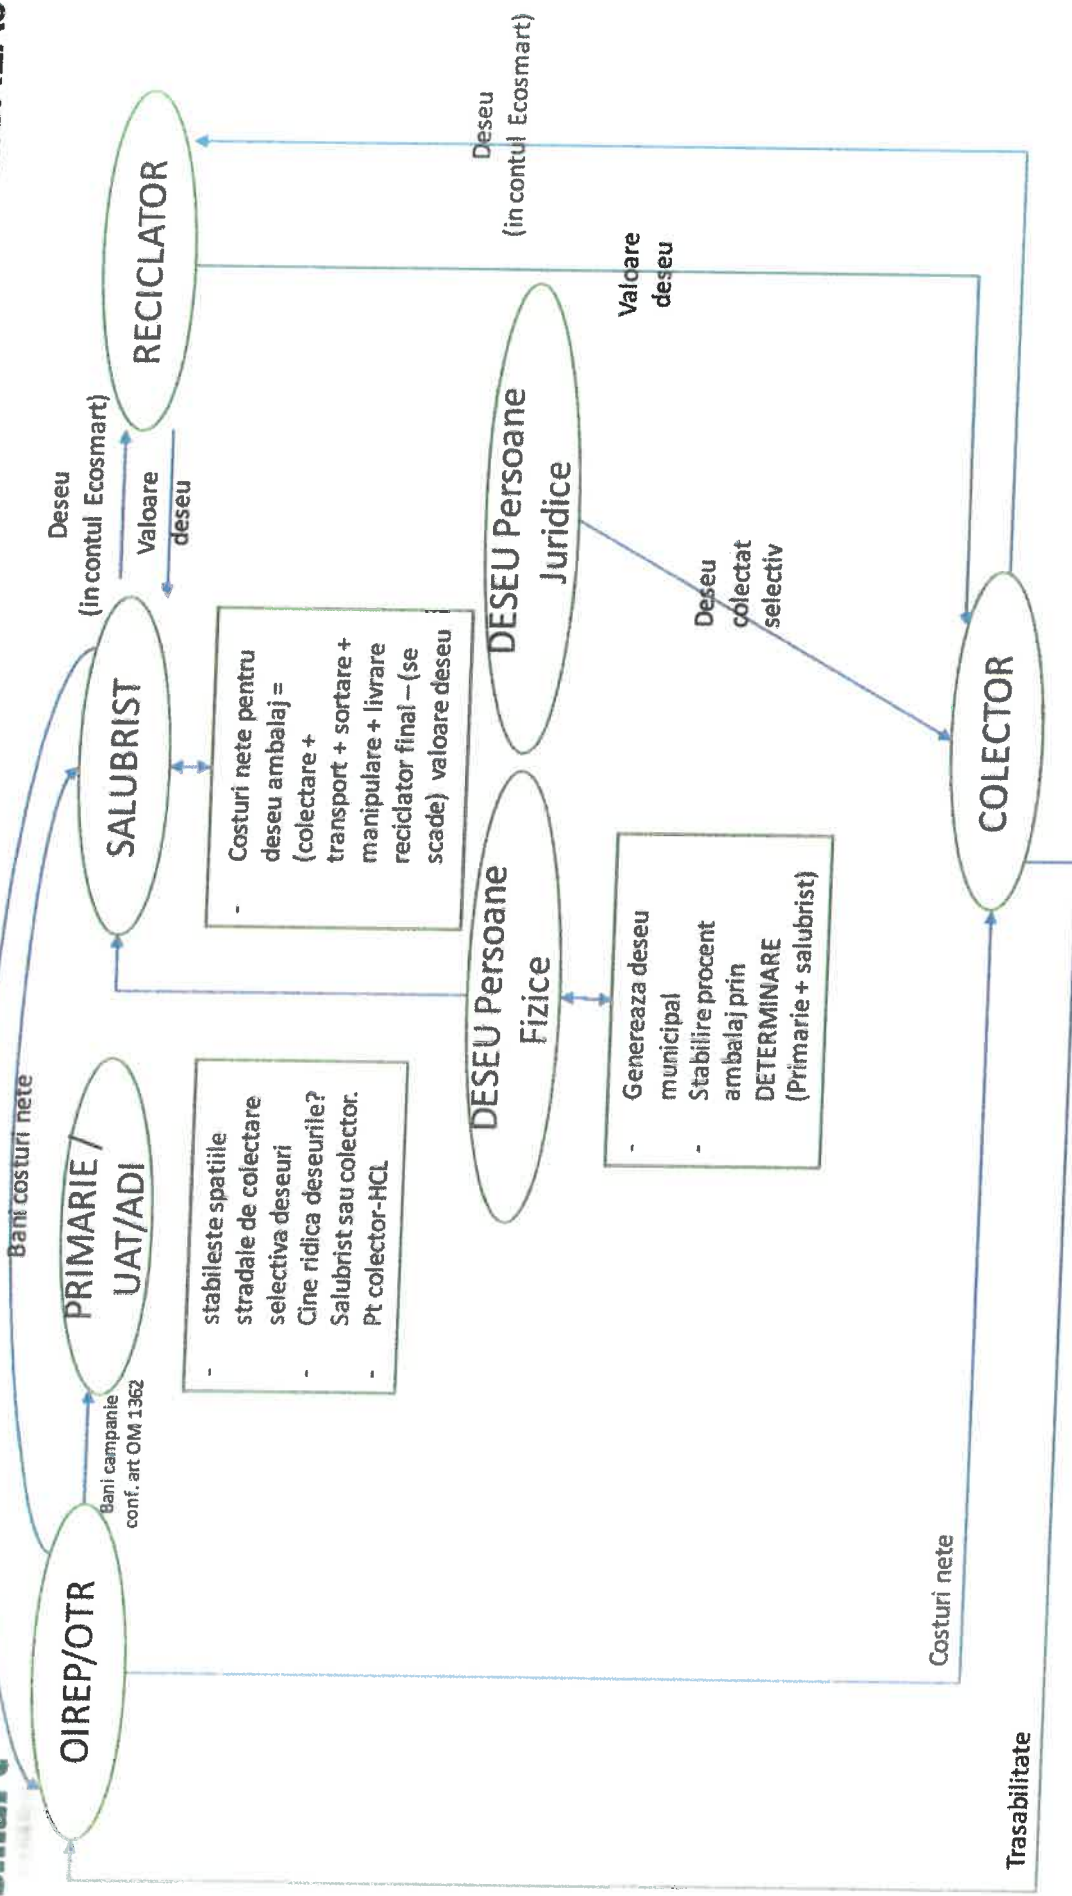 Bani costuri nete
OIREP/OTR
Bani campanie
conf. art OM 1362
PRIMARIE /
UAT/ADI
- stabileste spatiile
stradale de colectare
selectiva deseuri
- Cine ridica deseurile?
Salubrist sau colector.
- Pt colector-HCL
SALUBRIST
- Costuri nete pentru
deseu ambalaj =
(colectare +
transport + sortare +
manipulare + livrare
reciclator final – (se
scade) valoare deseu
Deseu
(in contul Ecosmart)
Valoare
deseu
RECICLATOR
DESEU Persoane
Fizice
- Genereaza deseu
municipal
- Stabilire procent
ambalaj prin
DETERMINARE
(Primarie + salubrist)
DESEU Persoane
Juridice
Deseu
colectat
selectiv
Valoare
deseu
Deseu
(in contul Ecosmart)
Costuri nete
COLECTOR
Trasabilitate